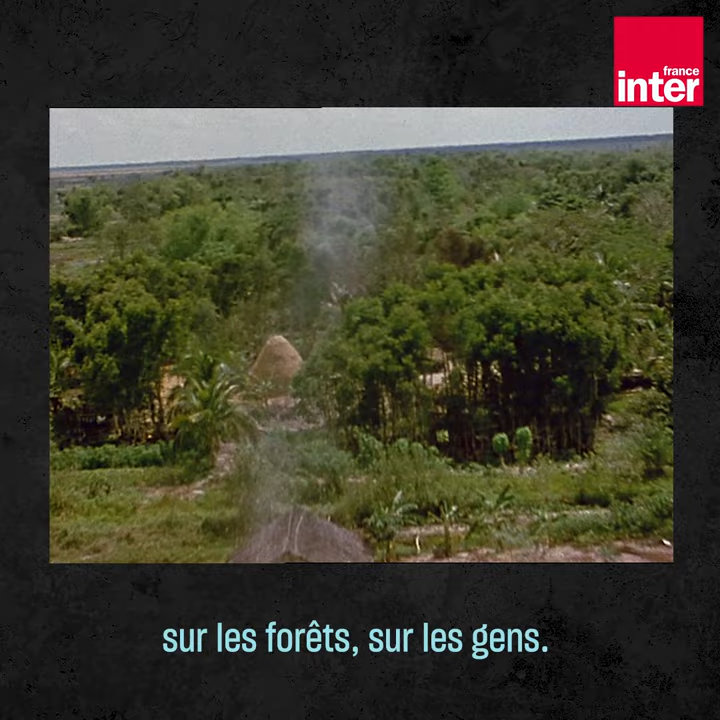 france
inter
sur les forêts, sur les gens.